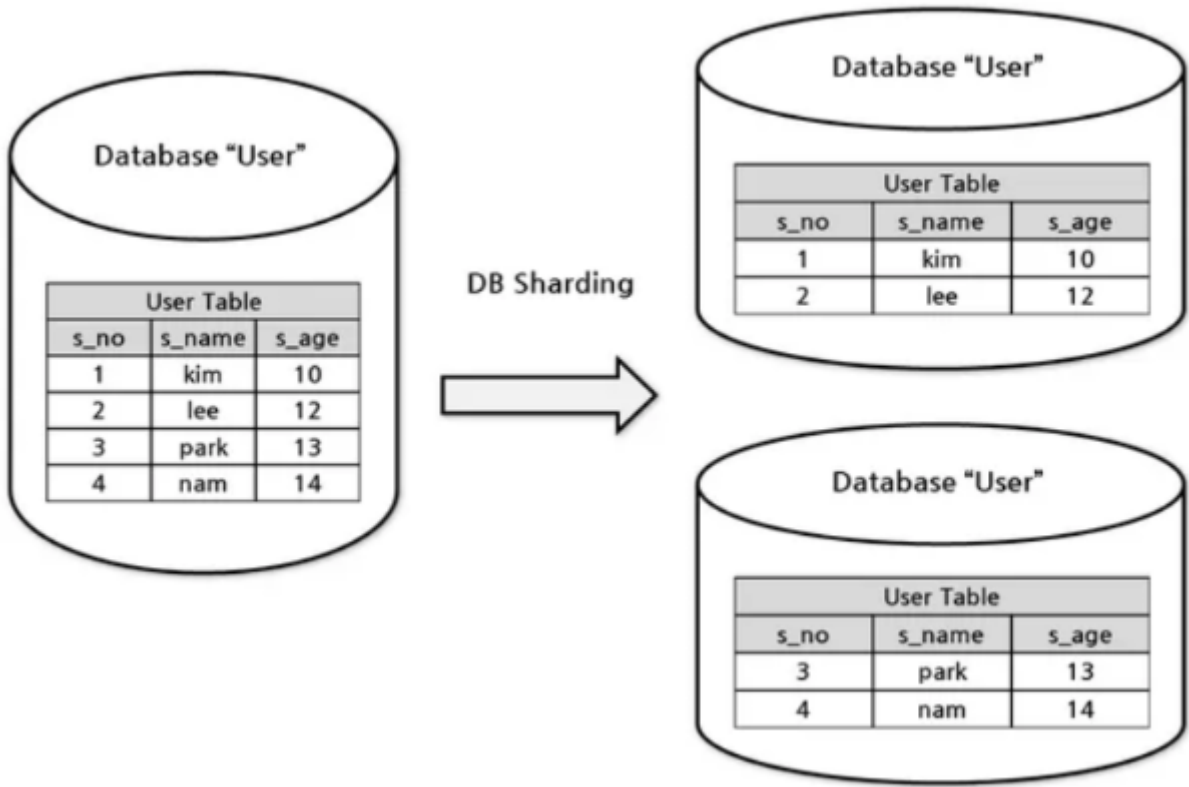 Database “User”
User Table
s_no s_name s_age
1 kim 10
2 lee 12
3 park 13
4 nam 14
DB Sharding
Database “User”
User Table
s_no s_name s_age
1 kim 10
2 lee 12
Database “User”
User Table
s_no s_name s_age
3 park 13
4 nam 14